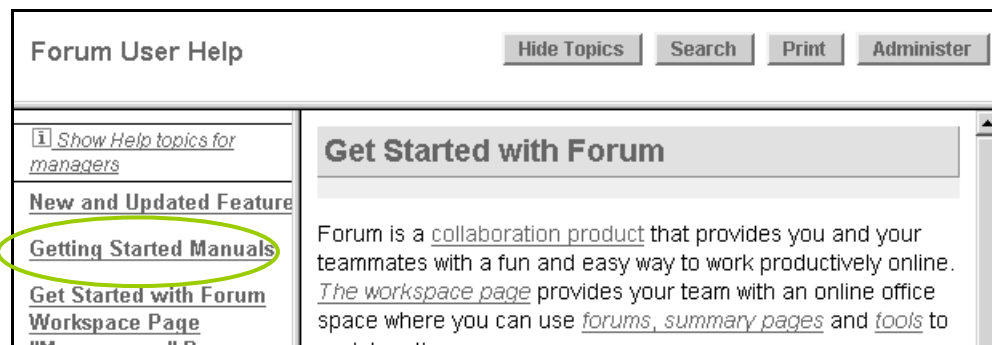 Forum User Help
Hide Topics Search Print Administer
i Show Help topics for
managers
New and Updated Feature
Getting Started Manuals
Get Started with Forum
Workspace Page
Get Started with Forum
Forum is a collaboration product that provides you and your
teammates with a fun and easy way to work productively online.
The workspace page provides your team with an online office
space where you can use forums, summary pages and tools to